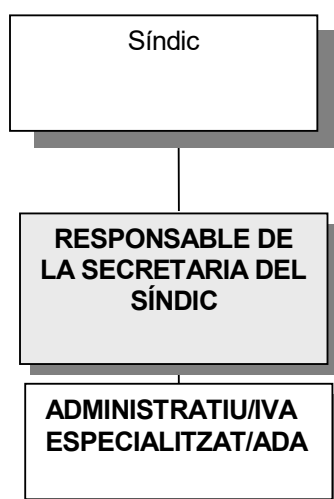 Síndic
RESPONSABLE DE
LA SECRETARIA DEL
SÍNDIC
ADMINISTRATIU/IVA
ESPECIALITZAT/ADA